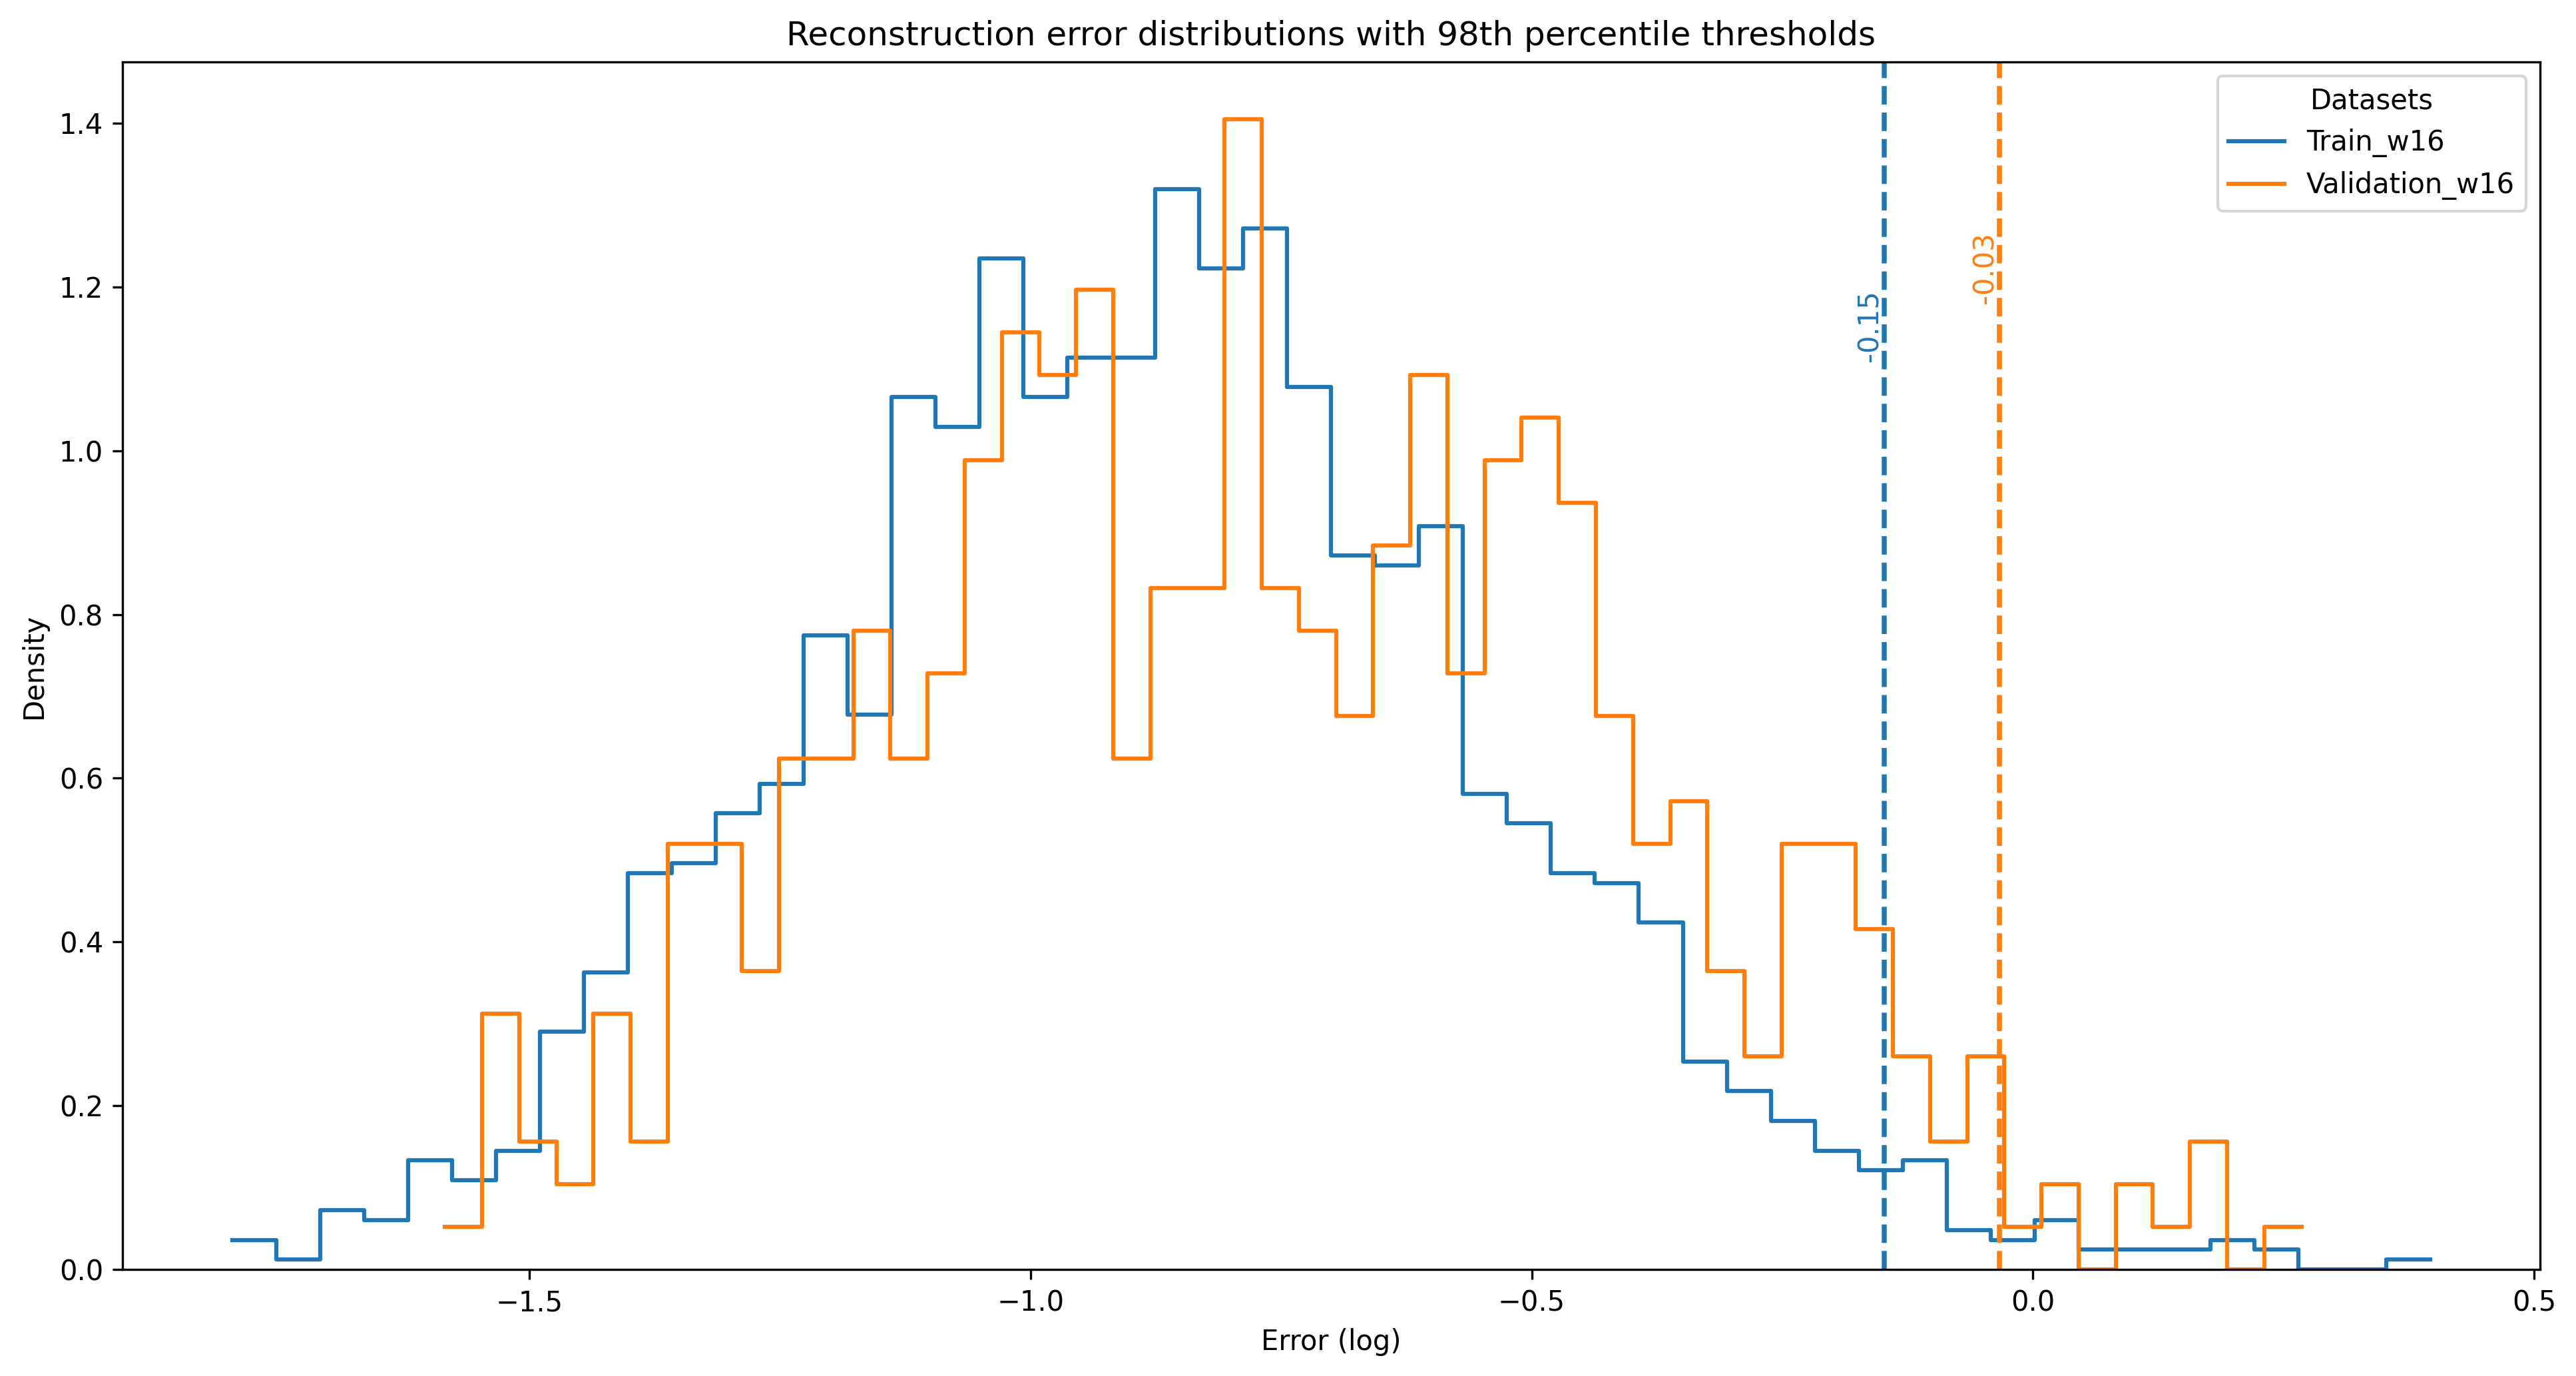 Reconstruction error distributions with 98th percentile thresholds
Datasets
Train_w16
Validation_w16
-0.15
-0.03
Density
1.4
1.2
1.0
0.8
0.6
0.4
0.2
0.0
−1.5
−1.0
−0.5
0.0
0.5
Error (log)